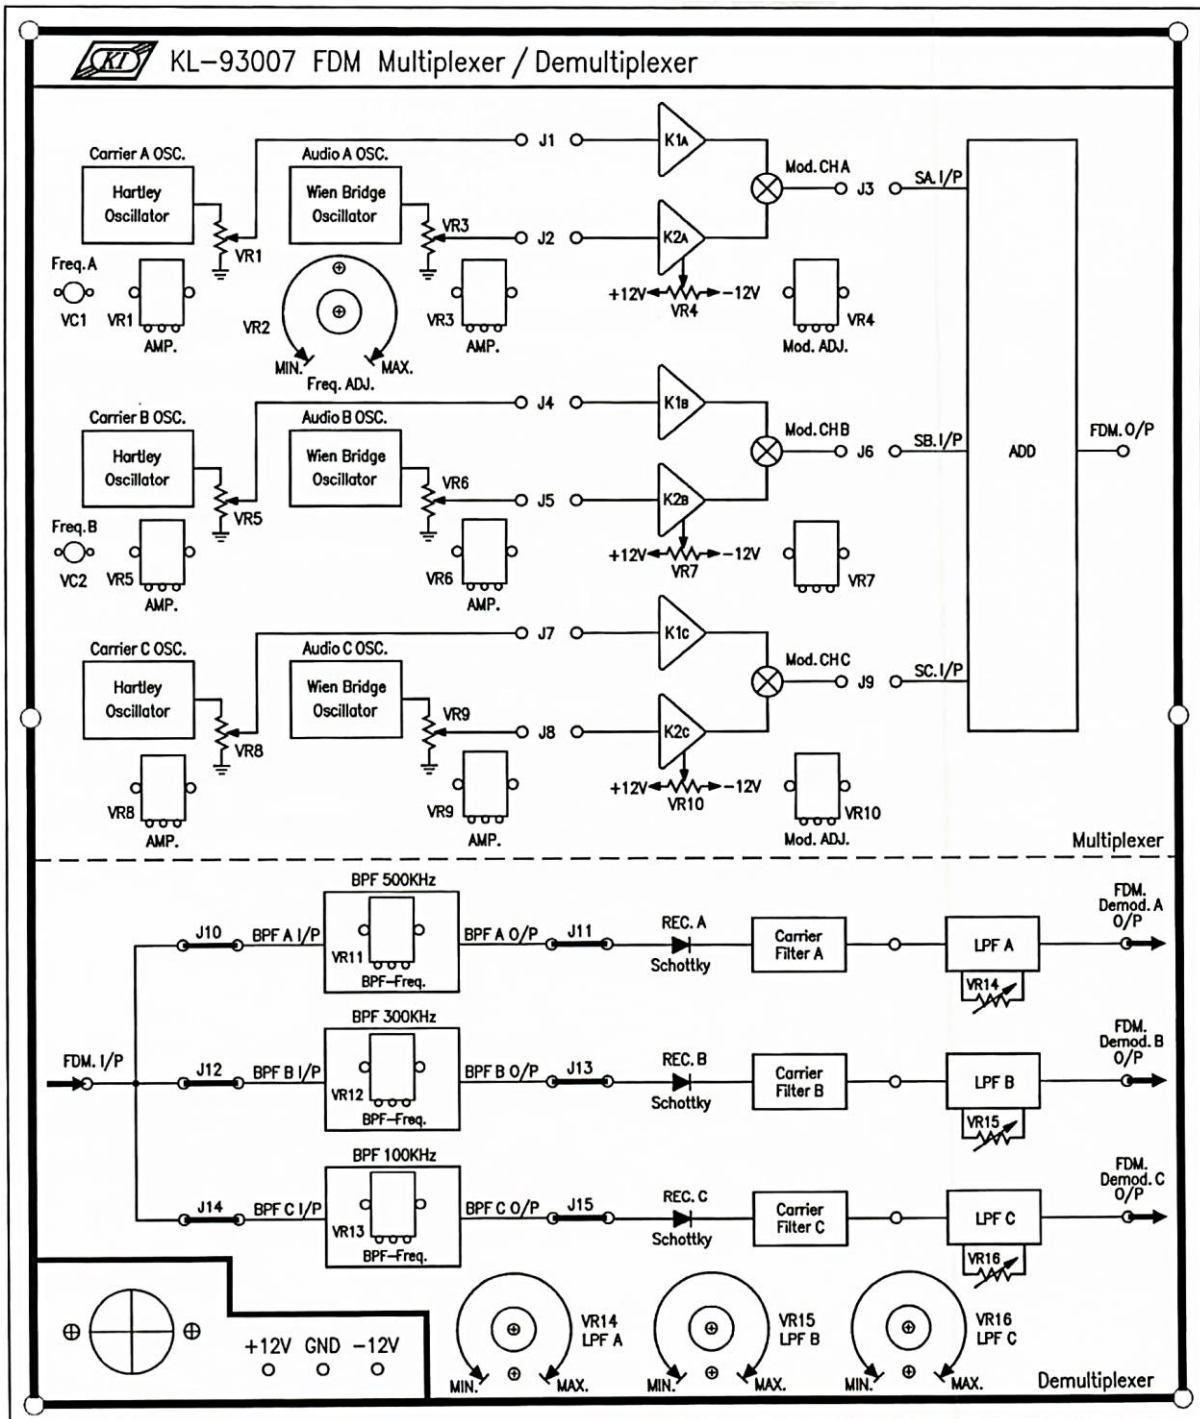 KI KL-93007 FDM Multiplexer / Demultiplexer
Carrier A OSC.
Hartley
Oscillator
VR1
Audio A OSC.
Wien Bridge
Oscillator
VR3
J1
J2
K1A
K2A
+12V
-12V
VR4
Mod. CH A
J3
SA. I/P
Freq. A
VC1
VR1
AMP.
VR2
MIN.
MAX.
Freq. ADJ.
VR3
AMP.
VR4
Mod. ADJ.
Carrier B OSC.
Hartley
Oscillator
VR5
Audio B OSC.
Wien Bridge
Oscillator
VR6
J4
J5
K1B
K2B
+12V
-12V
VR7
Mod. CH B
J6
SB. I/P
ADD
FDM. O/P
Freq. B
VC2
VR5
AMP.
VR6
AMP.
VR7
Carrier C OSC.
Hartley
Oscillator
VR8
Audio C OSC.
Wien Bridge
Oscillator
VR9
J7
J8
K1C
K2C
+12V
-12V
VR10
Mod. CH C
J9
SC. I/P
VR8
AMP.
VR9
AMP.
VR10
Mod. ADJ.
Multiplexer
FDM. I/P
J10
BPF A I/P
BPF 500KHz
VR11
BPF-Freq.
BPF A O/P
J11
REC. A
Schottky
Carrier
Filter A
LPF A
VR14
FDM.
Demod. A
O/P
J12
BPF B I/P
BPF 300KHz
VR12
BPF-Freq.
BPF B O/P
J13
REC. B
Schottky
Carrier
Filter B
LPF B
VR15
FDM.
Demod. B
O/P
J14
BPF C I/P
BPF 100KHz
VR13
BPF-Freq.
BPF C O/P
J15
REC. C
Schottky
Carrier
Filter C
LPF C
VR16
FDM.
Demod. C
O/P
+12V GND -12V
VR14
LPF A
MIN.
MAX.
VR15
LPF B
MIN.
MAX.
VR16
LPF C
MIN.
MAX.
Demultiplexer